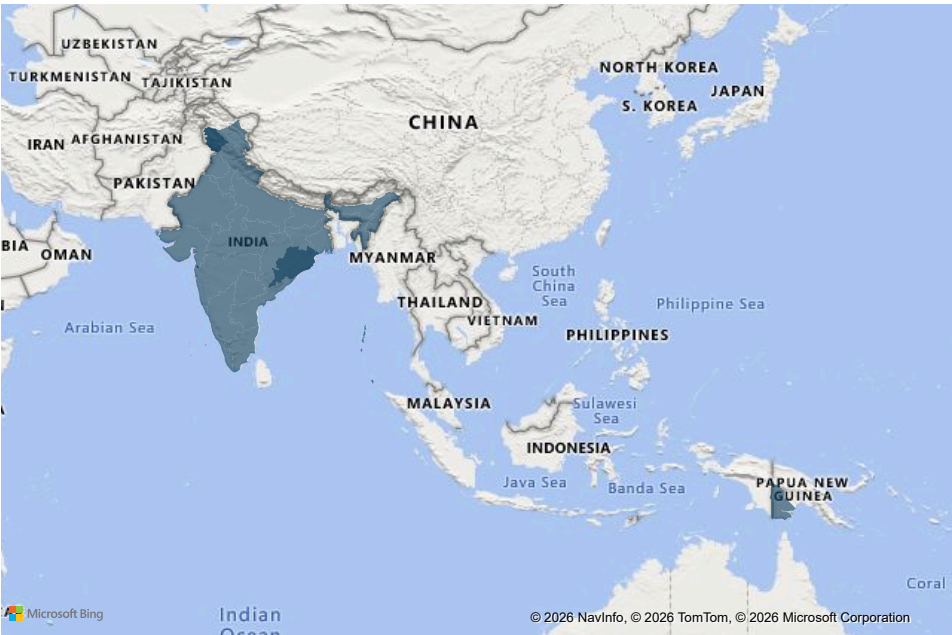 UZBEKISTAN
TURKMENISTAN
TAJIKISTAN
NORTH KOREA
JAPAN
S. KOREA
CHINA
IRAN
AFGHANISTAN
PAKISTAN
BIA
OMAN
INDIA
MYANMAR
South
China
Sea
THAILAND
Philippine Sea
Arabian Sea
VIETNAM
PHILIPPINES
MALAYSIA
Sulawesi
Sea
INDONESIA
Java Sea
Banda Sea
PAPUA NEW
GUINEA
Coral
Microsoft Bing
Indian
Ocean
© 2026 NavInfo, © 2026 TomTom, © 2026 Microsoft Corporation